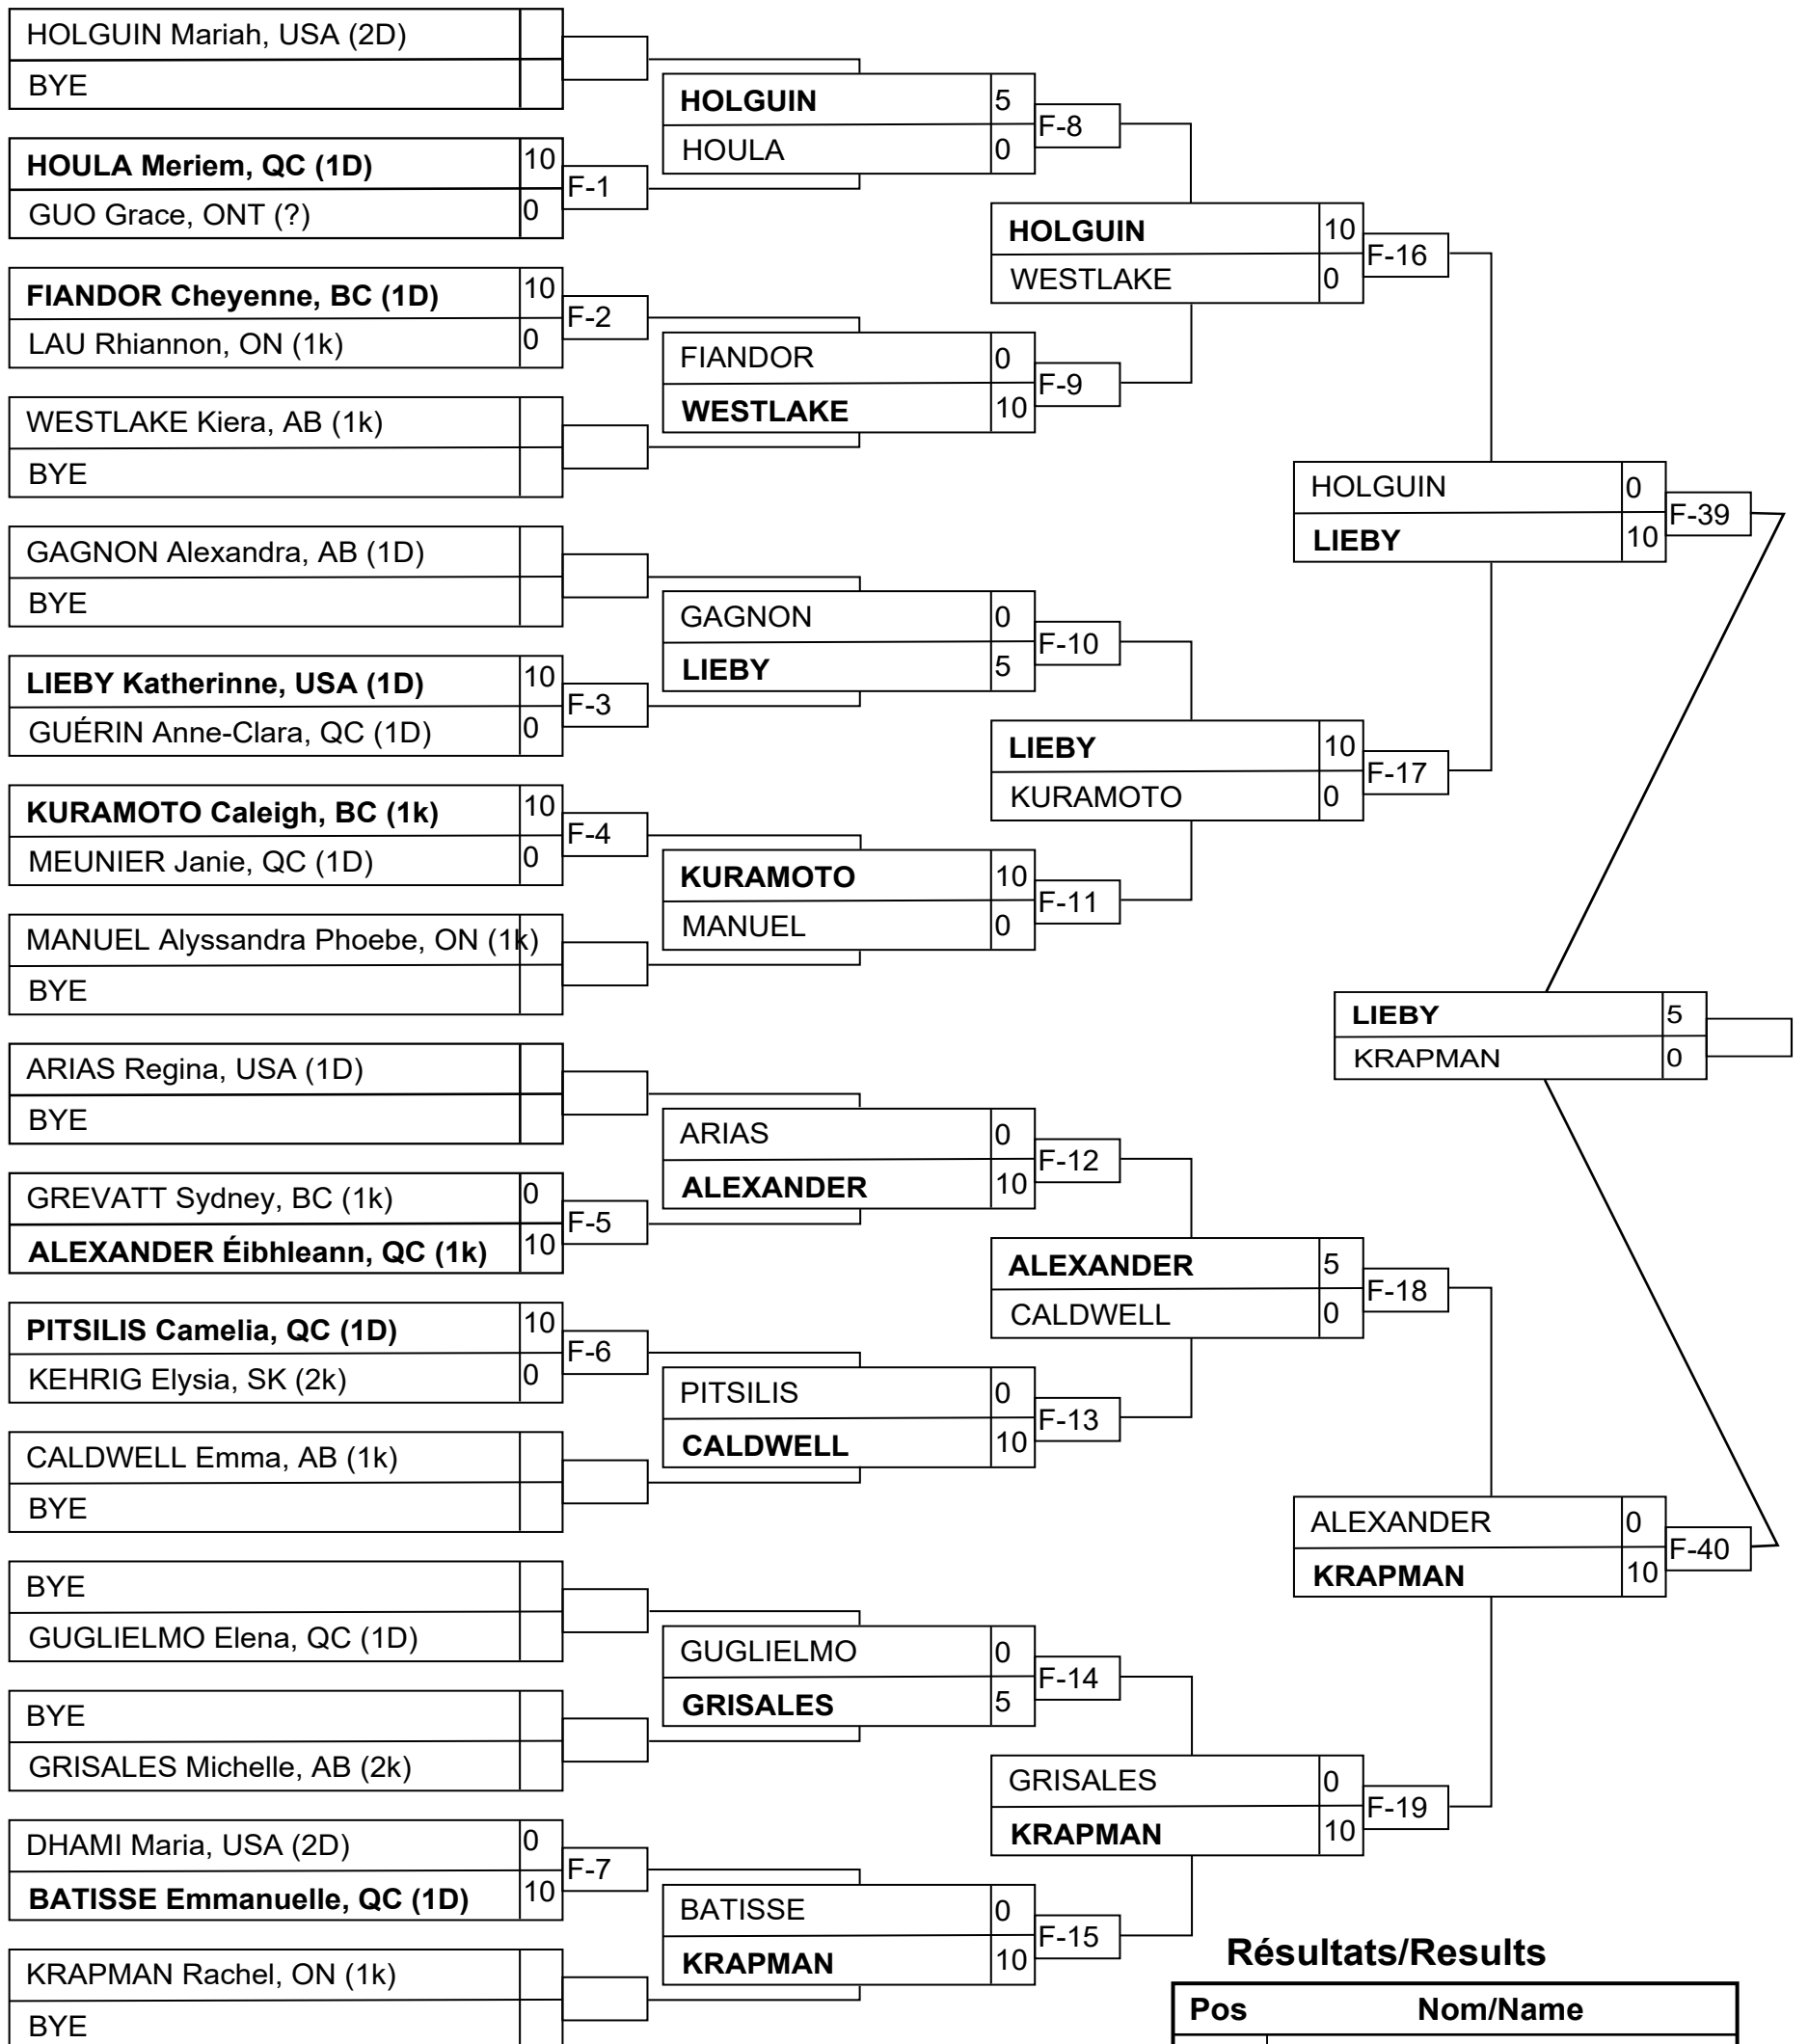 HOLGUIN Mariah, USA (2D)
BYE
HOULA Meriem, QC (1D) 10
GUO Grace, ONT (?) 0
F-1
FIANDOR Cheyenne, BC (1D) 10
LAU Rhiannon, ON (1k) 0
F-2
WESTLAKE Kiera, AB (1k)
BYE
GAGNON Alexandra, AB (1D)
BYE
LIEBY Katherinne, USA (1D) 10
GUÉRIN Anne-Clara, QC (1D) 0
F-3
KURAMOTO Caleigh, BC (1k) 10
MEUNIER Janie, QC (1D) 0
F-4
MANUEL Alyssandra Phoebe, ON (1k)
BYE
ARIAS Regina, USA (1D)
BYE
GREVATT Sydney, BC (1k) 0
ALEXANDER Éibhleann, QC (1k) 10
F-5
PITSILIS Camelia, QC (1D) 10
KEHRIG Elysia, SK (2k) 0
F-6
CALDWELL Emma, AB (1k)
BYE
BYE
GUGLIELMO Elena, QC (1D)
BYE
GRISALES Michelle, AB (2k)
DHAMI Maria, USA (2D) 0
BATISSE Emmanuelle, QC (1D) 10
F-7
KRAPMAN Rachel, ON (1k)
BYE
HOLGUIN 5
HOULA 0
F-8
FIANDOR 0
WESTLAKE 10
F-9
GAGNON 0
LIEBY 5
F-10
KURAMOTO 10
MANUEL 0
F-11
ARIAS 0
ALEXANDER 10
F-12
PITSILIS 0
CALDWELL 10
F-13
GUGLIELMO 0
GRISALES 5
F-14
BATISSE 0
KRAPMAN 10
F-15
HOLGUIN 10
WESTLAKE 0
F-16
LIEBY 10
KURAMOTO 0
F-17
ALEXANDER 5
CALDWELL 0
F-18
GRISALES 0
KRAPMAN 10
F-19
HOLGUIN 0
LIEBY 10
F-39
ALEXANDER 0
KRAPMAN 10
F-40
LIEBY 5
KRAPMAN 0
Résultats/Results
Pos Nom/Name